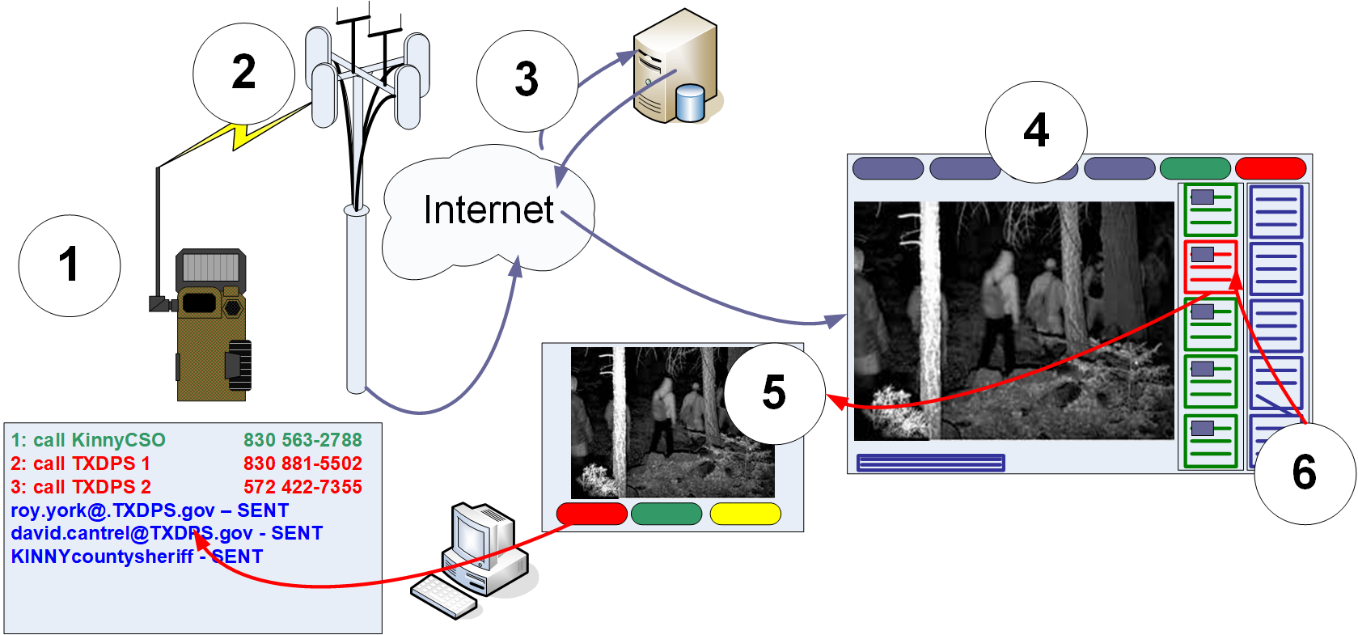 2
3
4
Internet
1
5
1: call KinnyCSO 830 563-2788
2: call TXDPS 1 830 881-5502
3: call TXDPS 2 572 422-7355
roy.york@.TXDPS.gov – SENT
david.cantrel@TXDPS.gov - SENT
KINNYcountysheriff - SENT
6